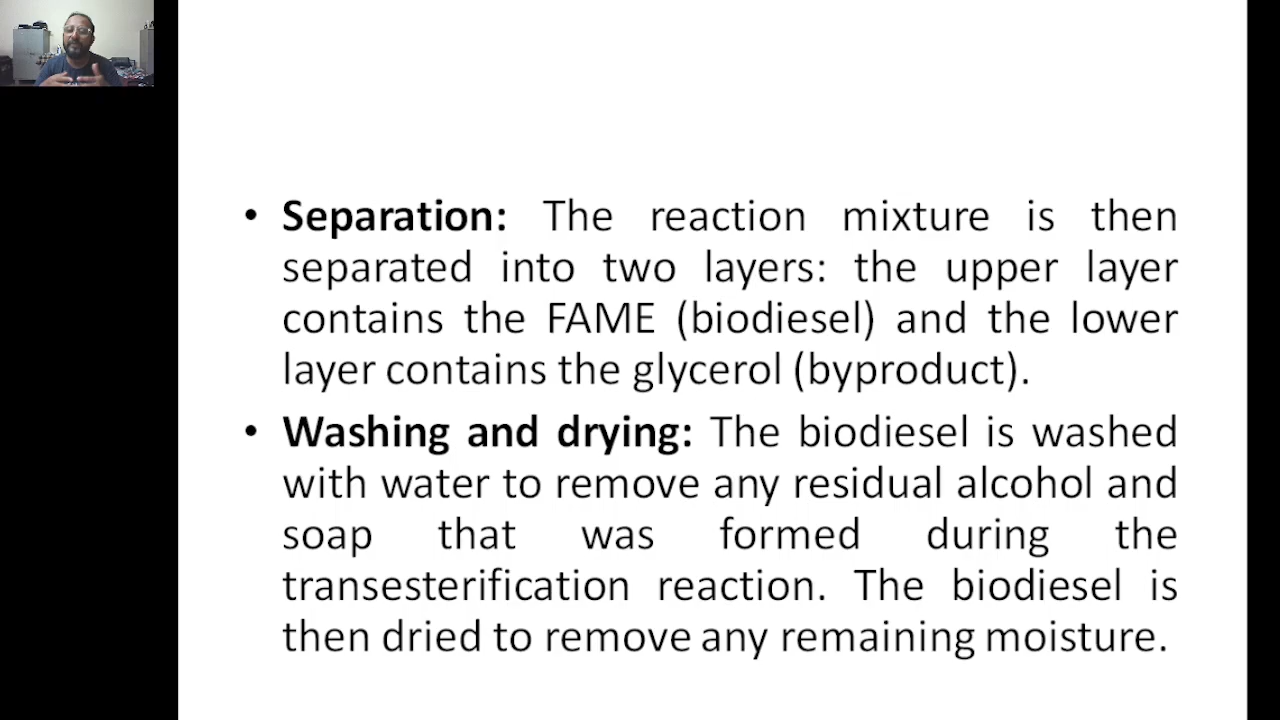 • Separation: The reaction mixture is then
separated into two layers: the upper layer
contains the FAME (biodiesel) and the lower
layer contains the glycerol (byproduct).
• Washing and drying: The biodiesel is washed
with water to remove any residual alcohol and
soap that was formed during the
transesterification reaction. The biodiesel is
then dried to remove any remaining moisture.